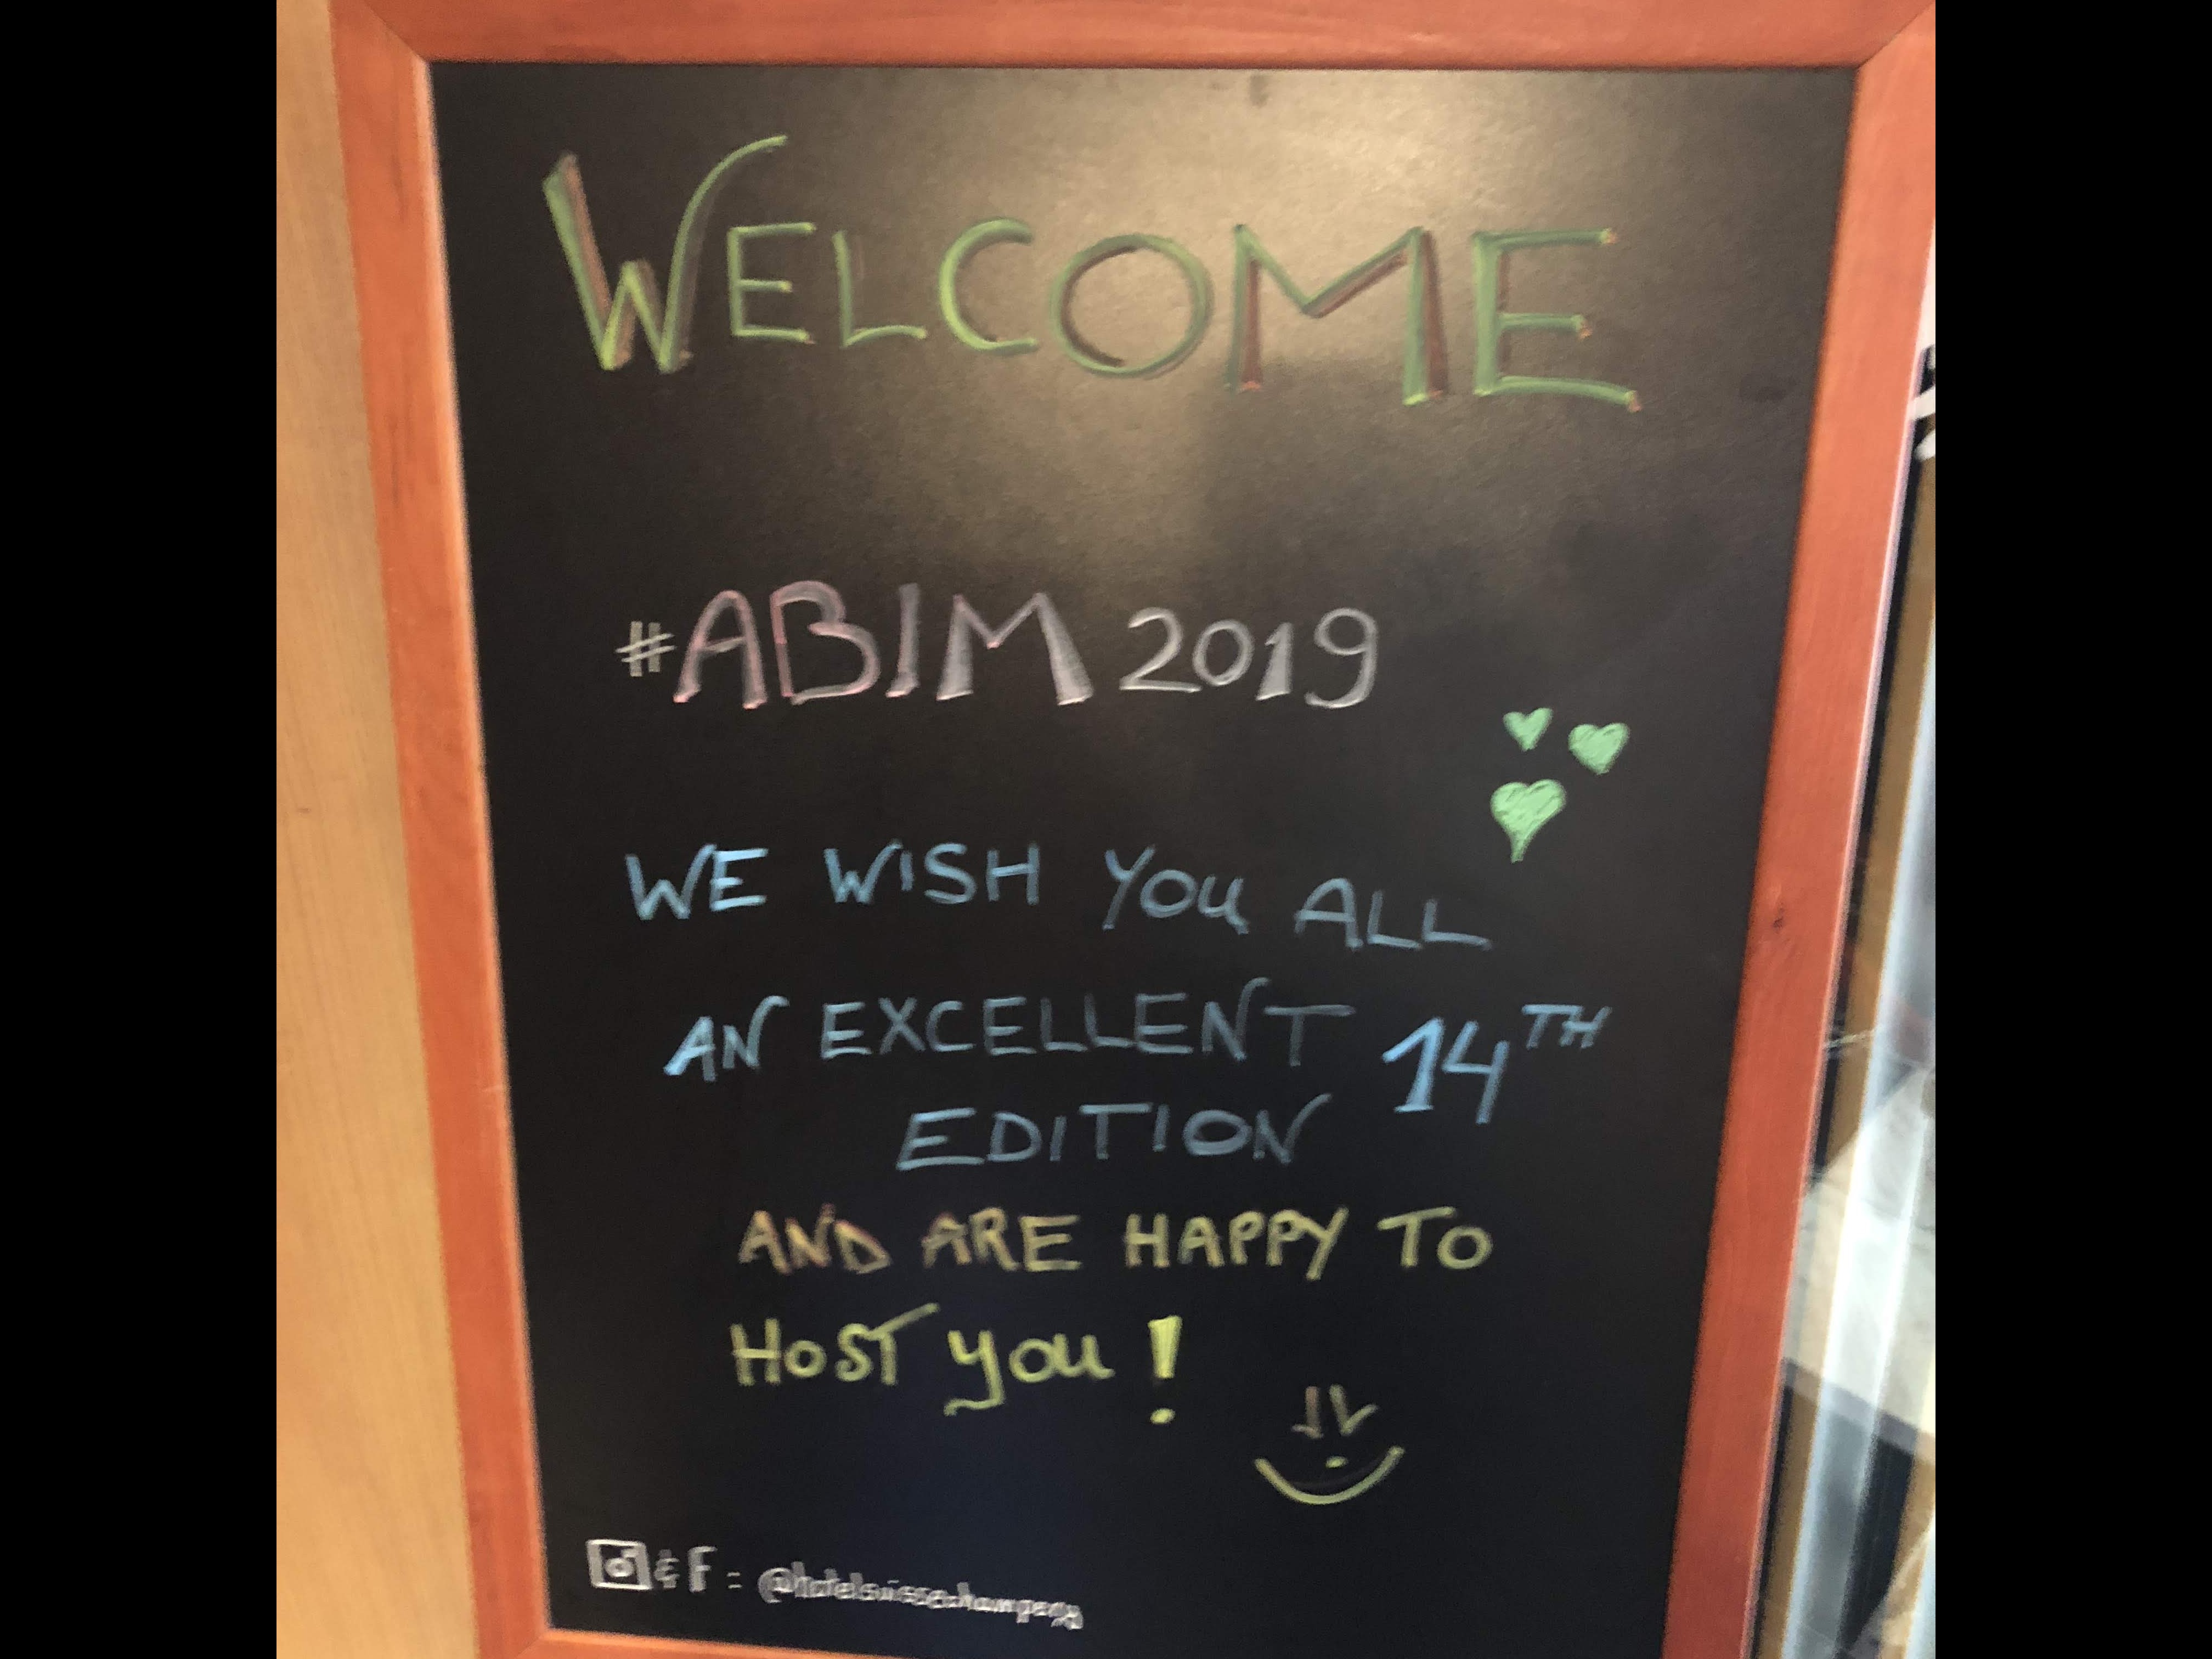 WELCOME
#ABIM 2019
WE WISH YOU ALL
AN EXCELLENT 14TH
EDITION
AND ARE HAPPY TO
HOST YOU!
& F = @hotelsuissechampery